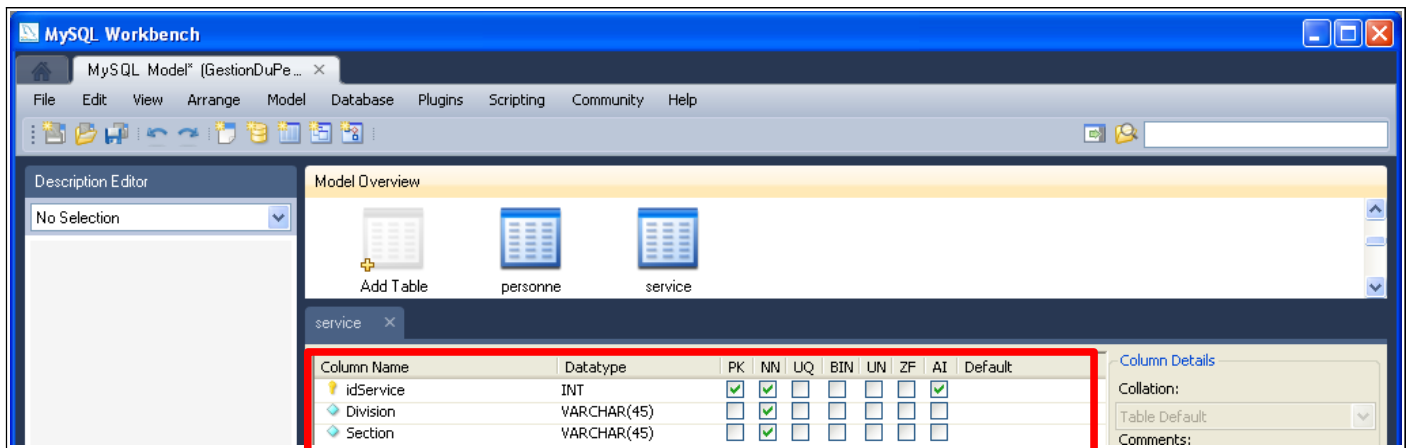 MySQL Workbench
MySQL Model* (GestionDuPe... ×
File Edit View Arrange Model Database Plugins Scripting Community Help
Description Editor
Model Overview
No Selection
Add Table personne service
service ×
Column Name Datatype PK NN UQ BIN UN ZF AI Default
Column Details
idService INT
Collation:
Division VARCHAR(45)
Table Default
Section VARCHAR(45)
Comments: